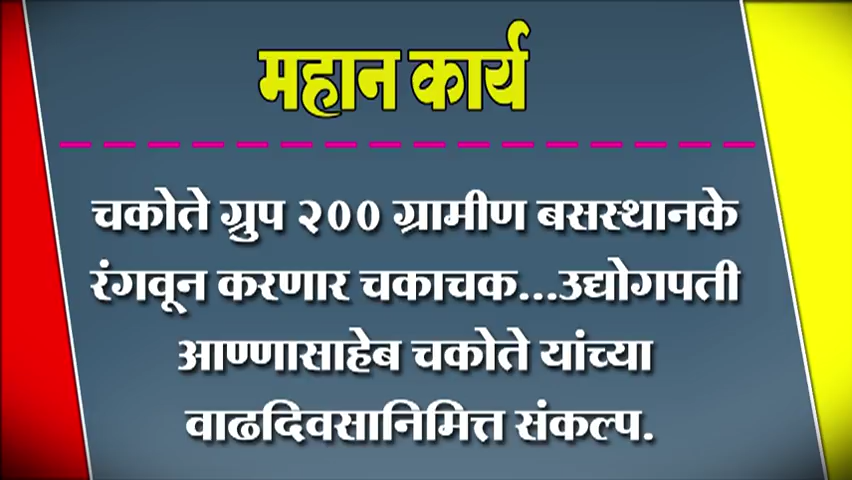 महान कार्य
चकोते ग्रुप २०० ग्रामीण बसस्थानके
रंगवून करणार चकाचक...उद्योगपती
आण्णासाहेब चकोते यांच्या
वाढदिवसानिमित्त संकल्प.